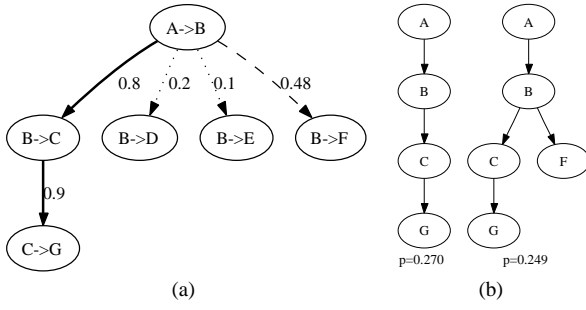 A->B
0.8
0.2
0.1
0.48
B->C
B->D
B->E
B->F
0.9
C->G
(a)
A
B
C
G
p=0.270
A
B
C
F
G
p=0.249
(b)